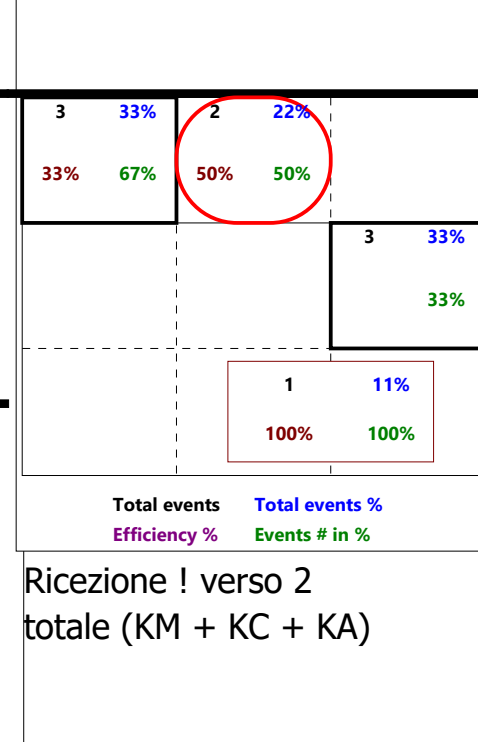 3 33% 2 22%
33% 67% 50% 50%
3 33%
33%
1 11%
100% 100%
Total events Total events %
Efficiency % Events # in %
Ricezione ! verso 2
totale (KM + KC + KA)